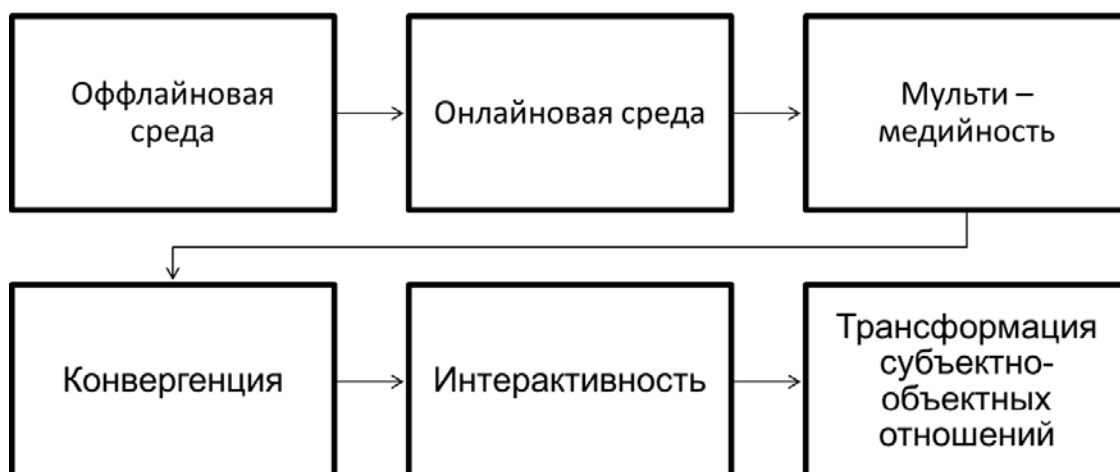 Оффлайновая
среда
Онлайновая среда
Мульти –
медийность
Конвергенция
Интерактивность
Трансформация
субъектно-
объектных
отношений